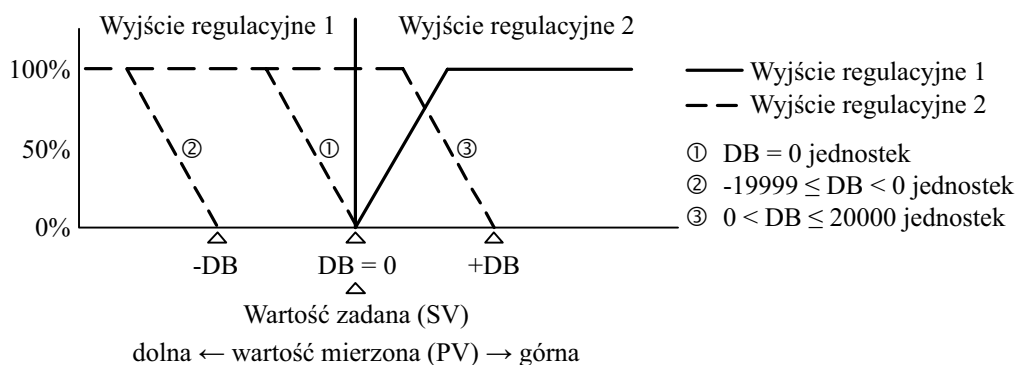 Wyjście regulacyjne 1
Wyjście regulacyjne 2
100%
50%
0%
②
①
③
-DB
DB = 0
+DB
Wartość zadana (SV)
dolna ← wartość mierzona (PV) → górna
Wyjście regulacyjne 1
Wyjście regulacyjne 2
① DB = 0 jednostek
② -19999 ≤ DB < 0 jednostek
③ 0 < DB ≤ 20000 jednostek